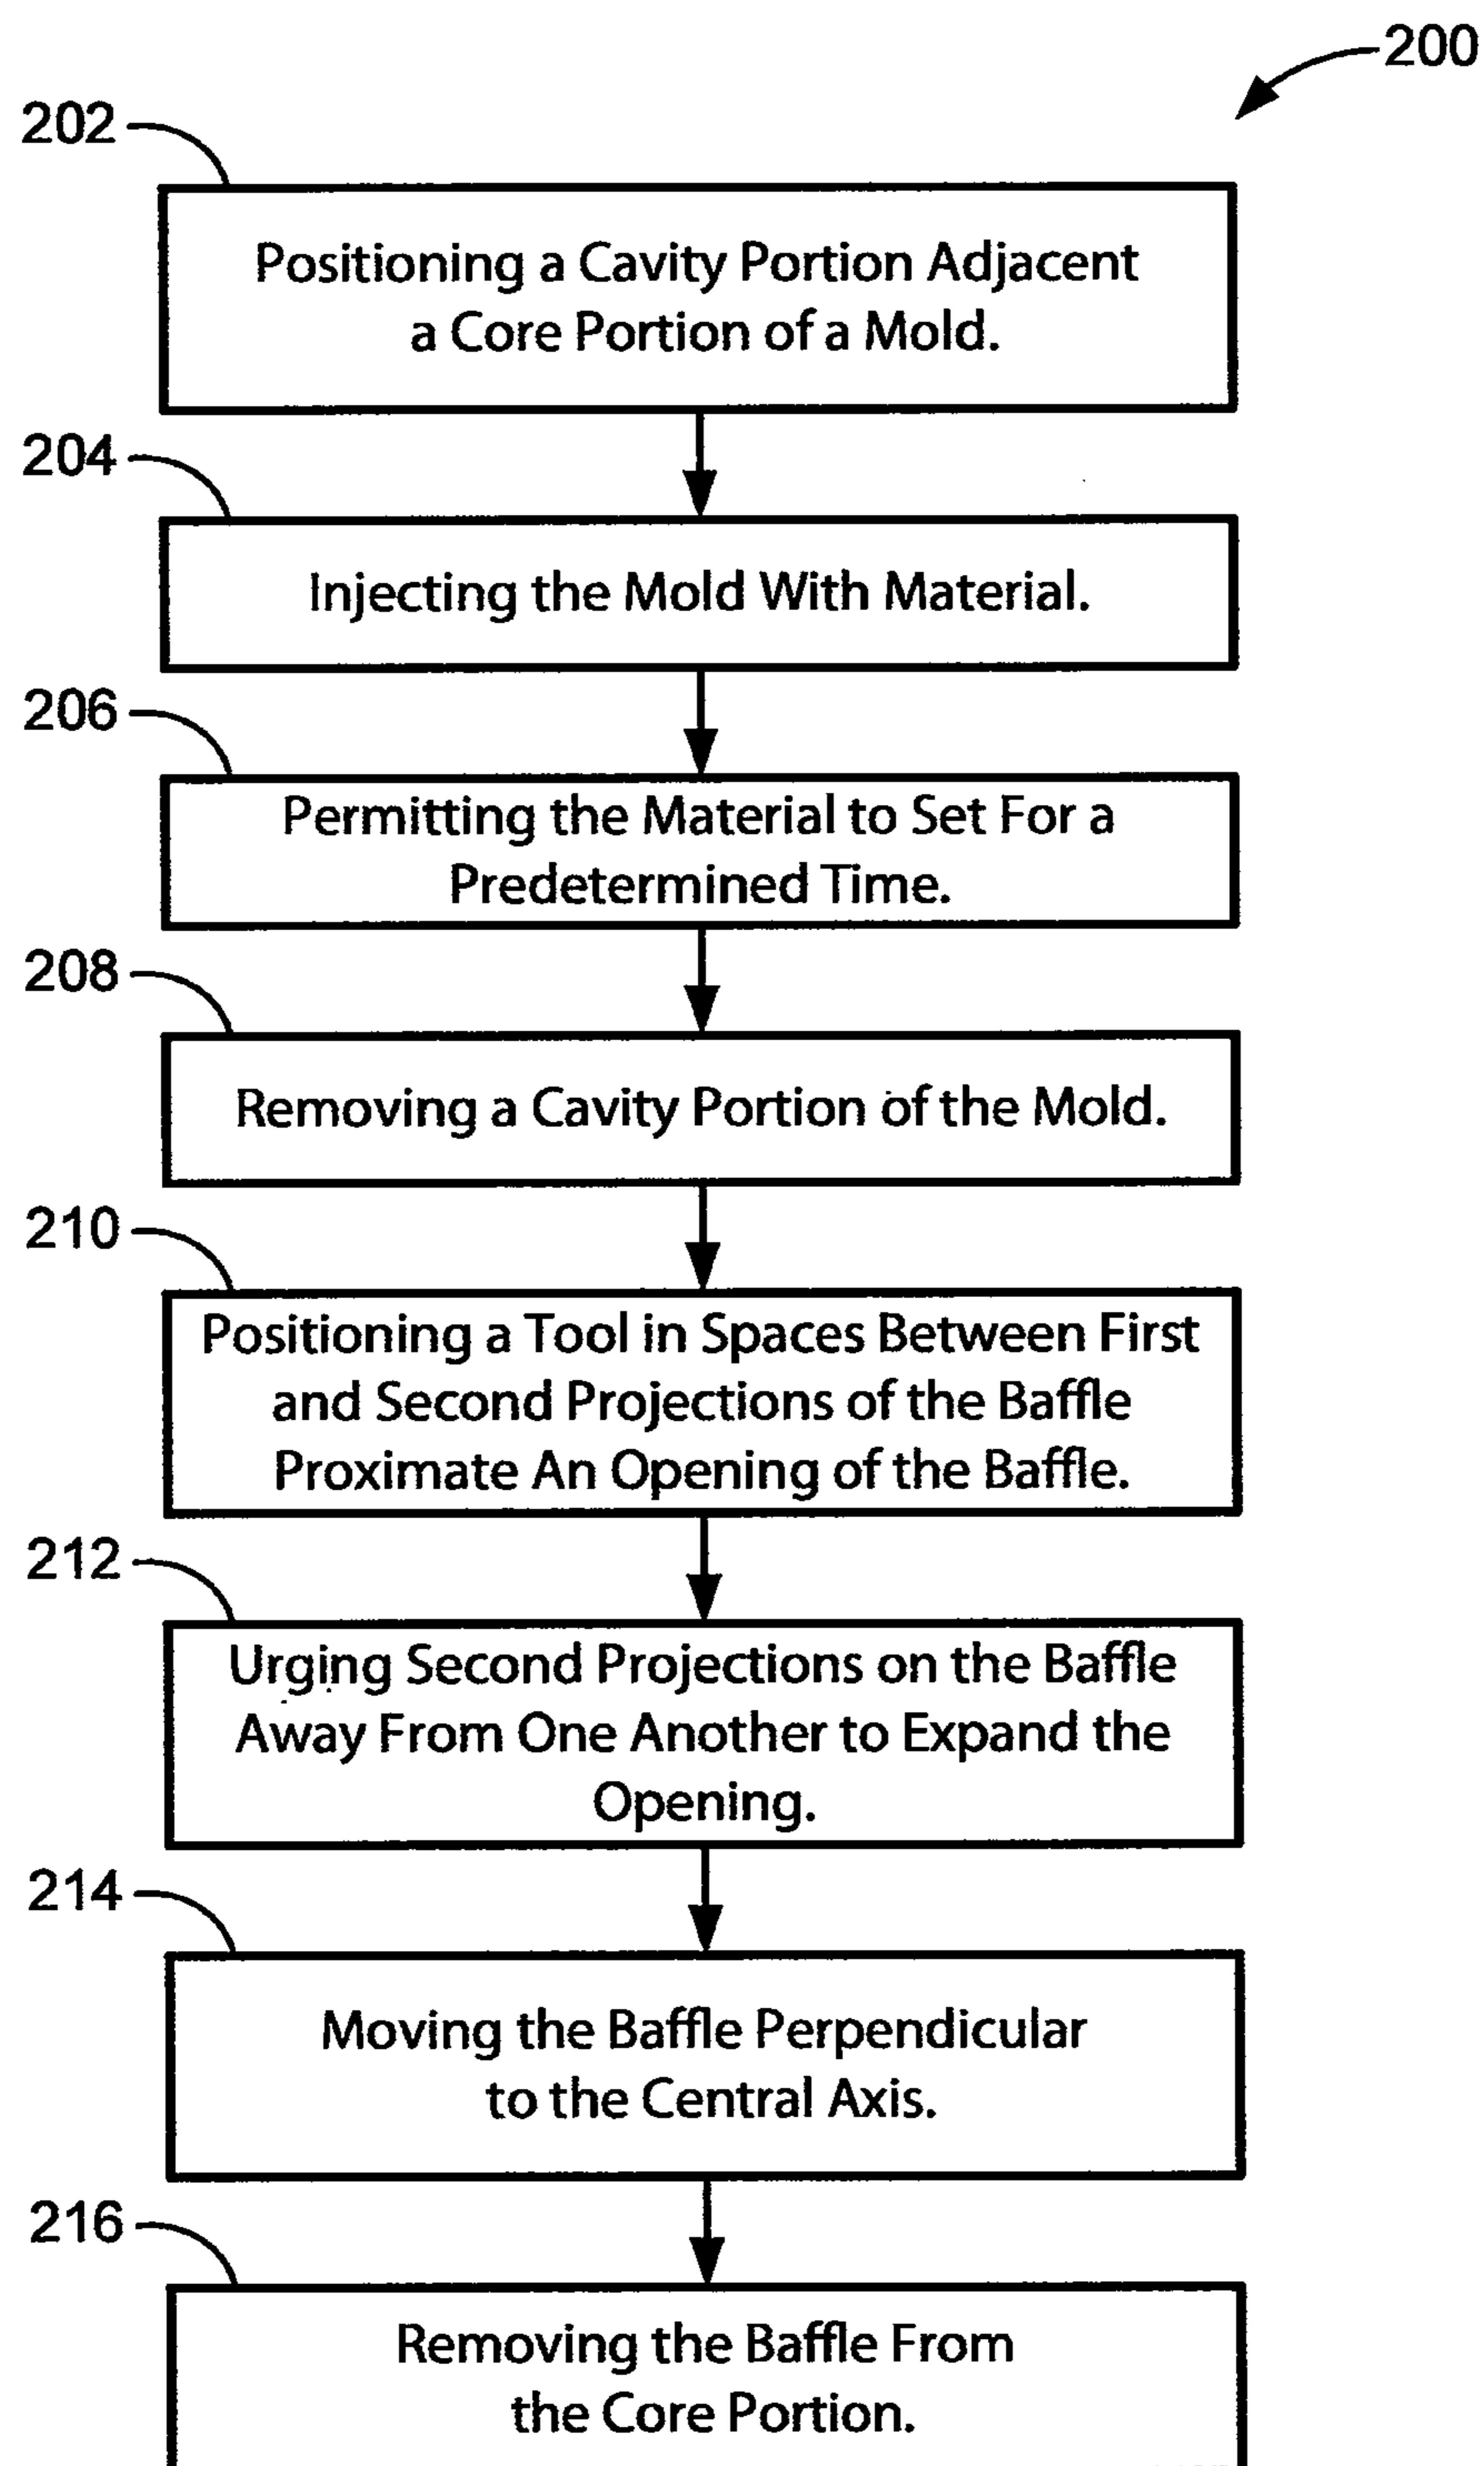 200
202
Positioning a Cavity Portion Adjacent
a Core Portion of a Mold.
204
Injecting the Mold With Material.
206
Permitting the Material to Set For a
Predetermined Time.
208
Removing a Cavity Portion of the Mold.
210
Positioning a Tool in Spaces Between First
and Second Projections of the Baffle
Proximate An Opening of the Baffle.
212
Urging Second Projections on the Baffle
Away From One Another to Expand the
Opening.
214
Moving the Baffle Perpendicular
to the Central Axis.
216
Removing the Baffle From
the Core Portion.